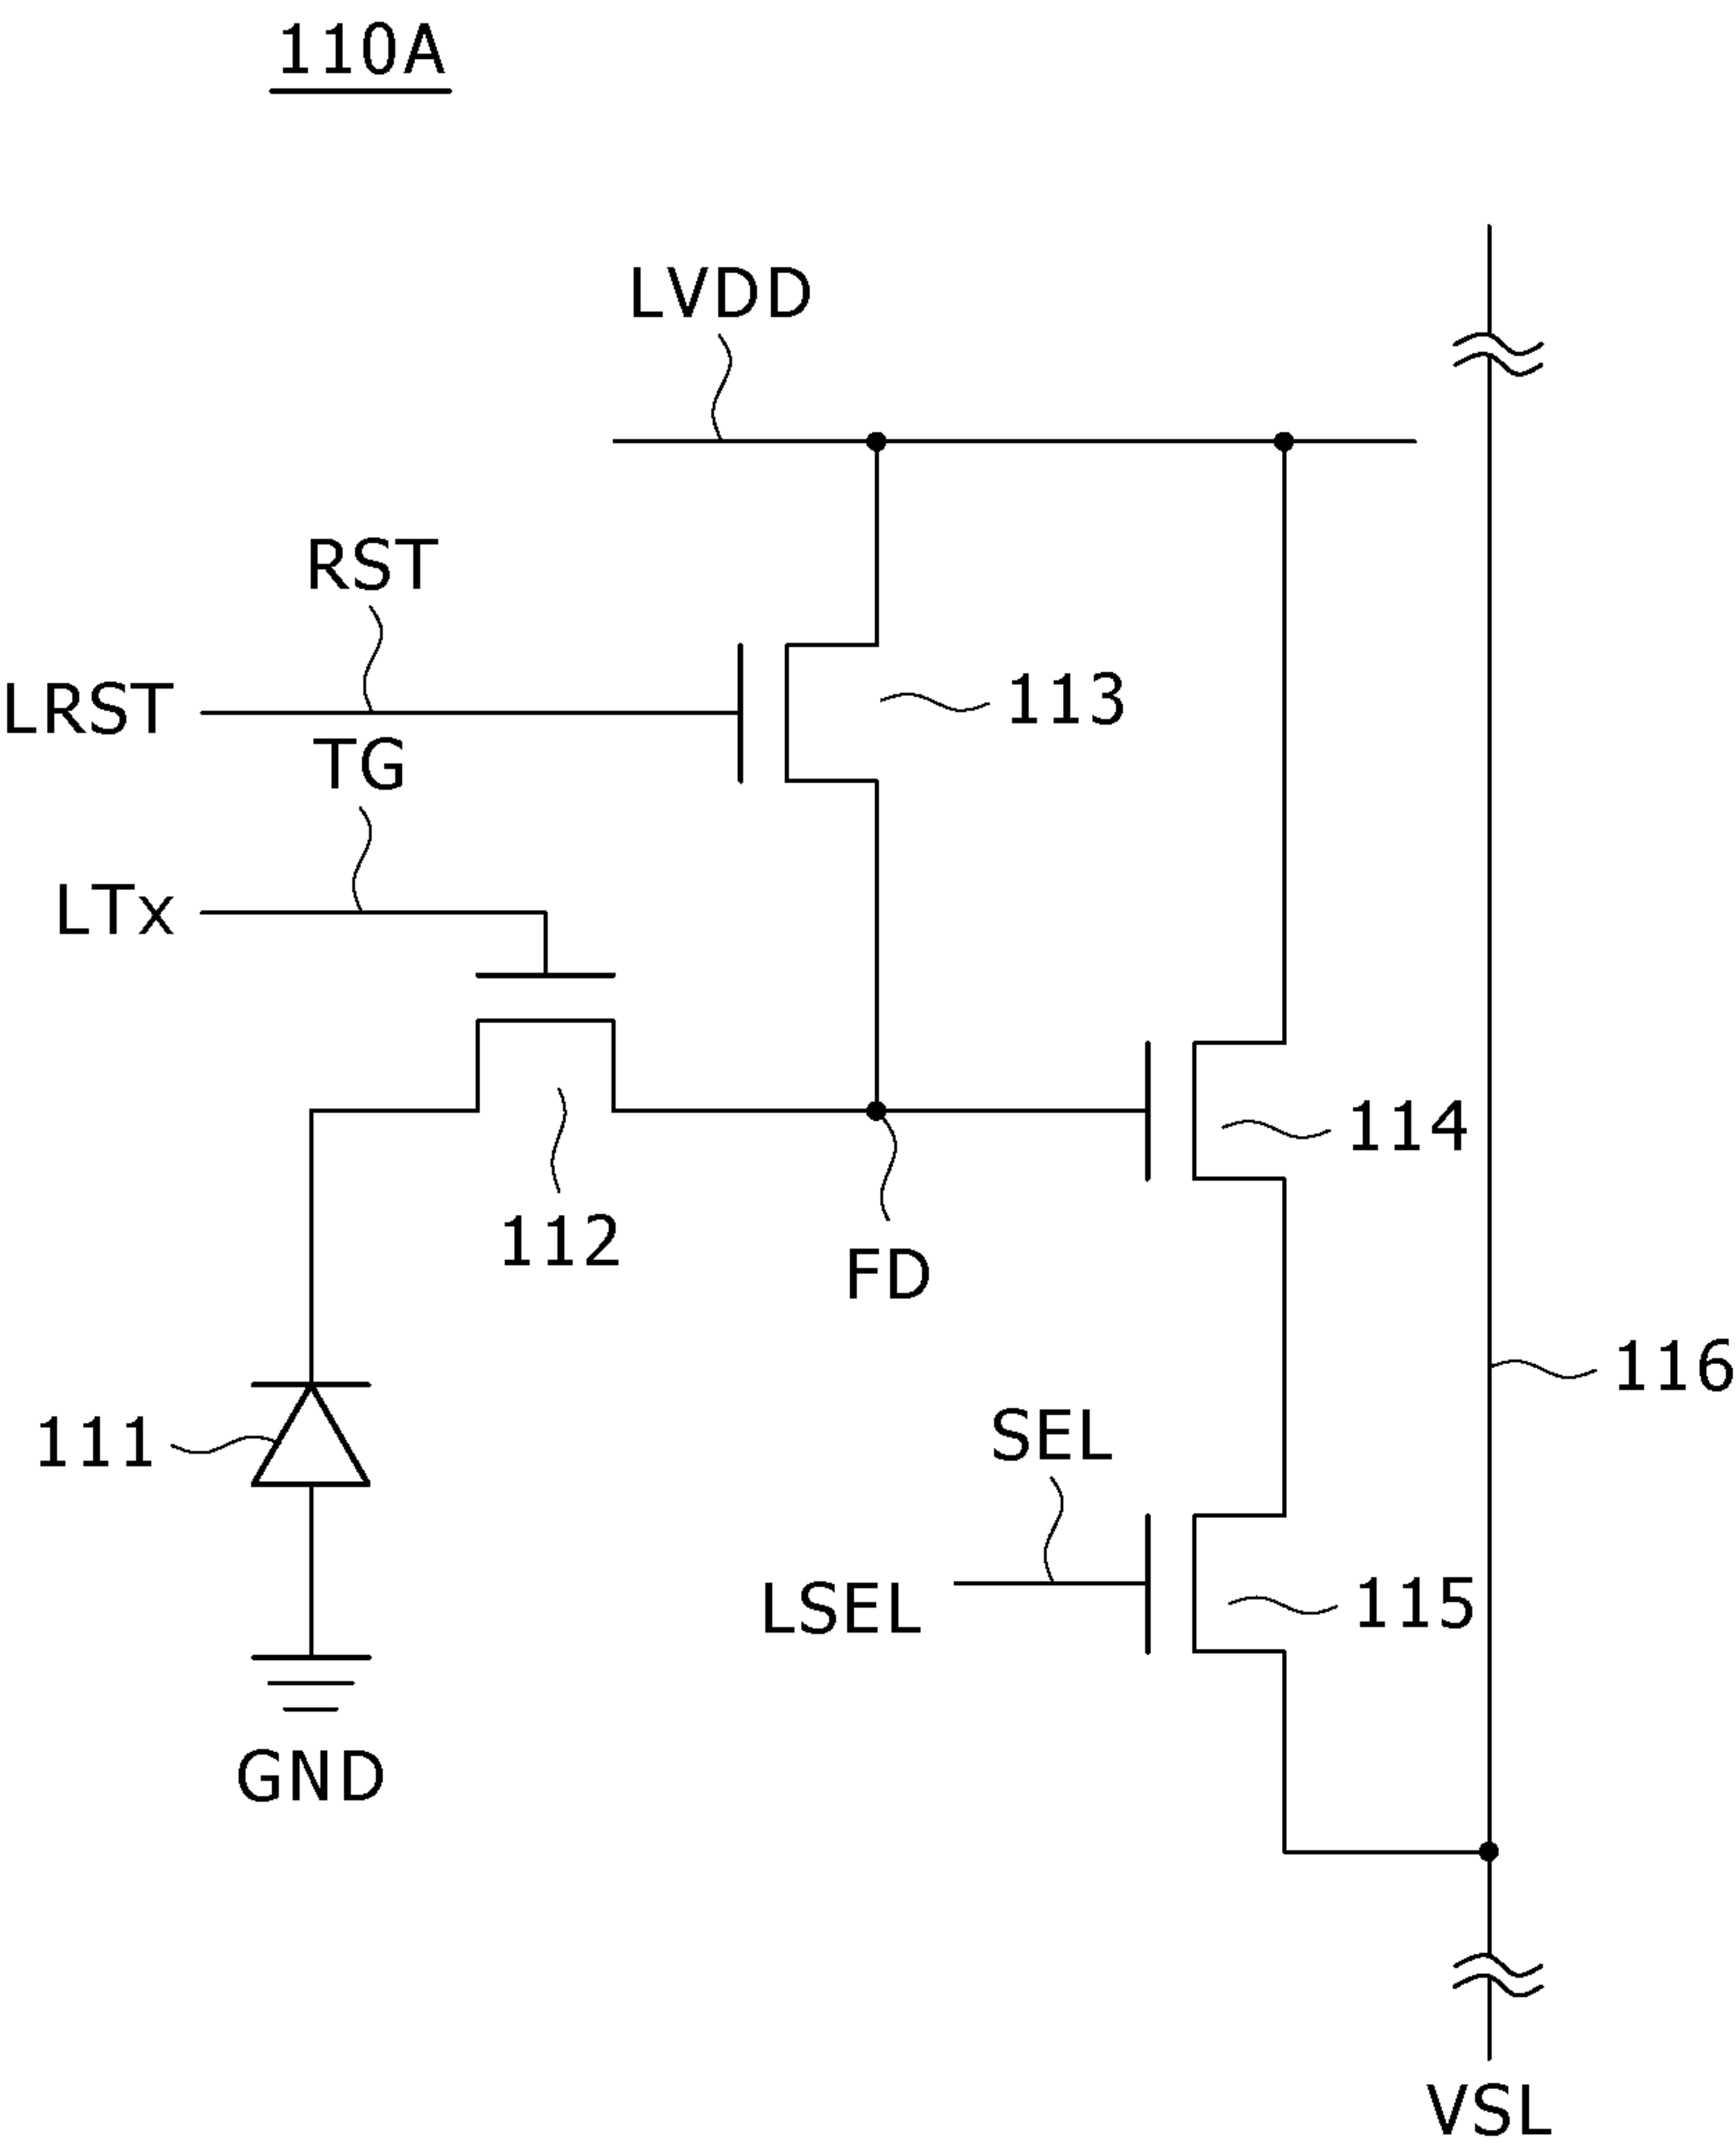 110A
LVDD
RST
113
LRST
TG
LTx
114
112
FD
116
111
SEL
115
LSEL
GND
VSL